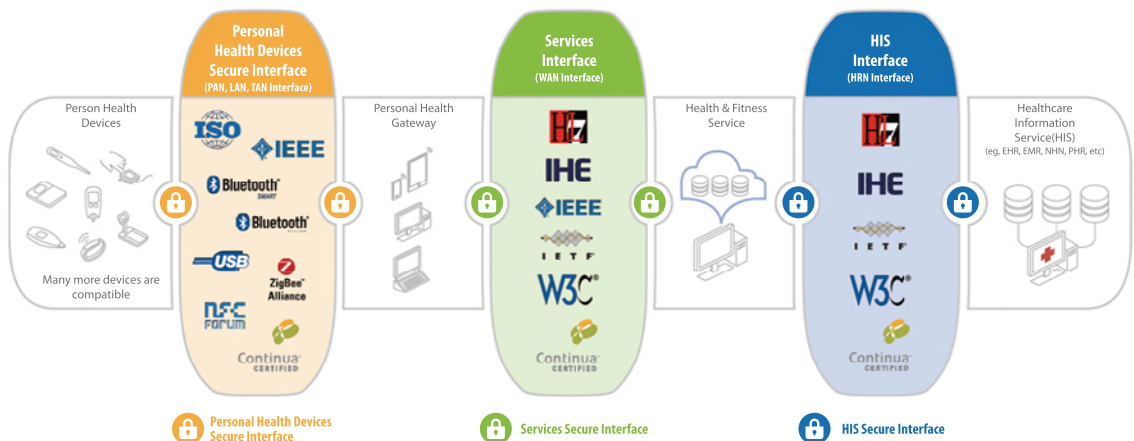 Personal
Health Devices
Secure Interface
(PAN, LAN, TAN Interface)
Services
Interface
(WAN Interface)
HIS
Interface
(HRN Interface)
Person Health
Devices
Many more devices are
compatible
ISO
IEEE
Bluetooth
SMART
Bluetooth®
USB
ZigBee™
Alliance
NFC
FORUM
Continua
CERTIFIED
Personal Health
Gateway
HL7
IHE
IEEE
IETF®
W3C®
Continua
CERTIFIED
Health & Fitness
Service
HL7
IHE
IETF®
W3C®
Continua
CERTIFIED
Healthcare
Information
Service(HIS)
(eg, EHR, EMR, NHN, PHR, etc)
Personal Health Devices
Secure Interface
Services Secure Interface
HIS Secure Interface